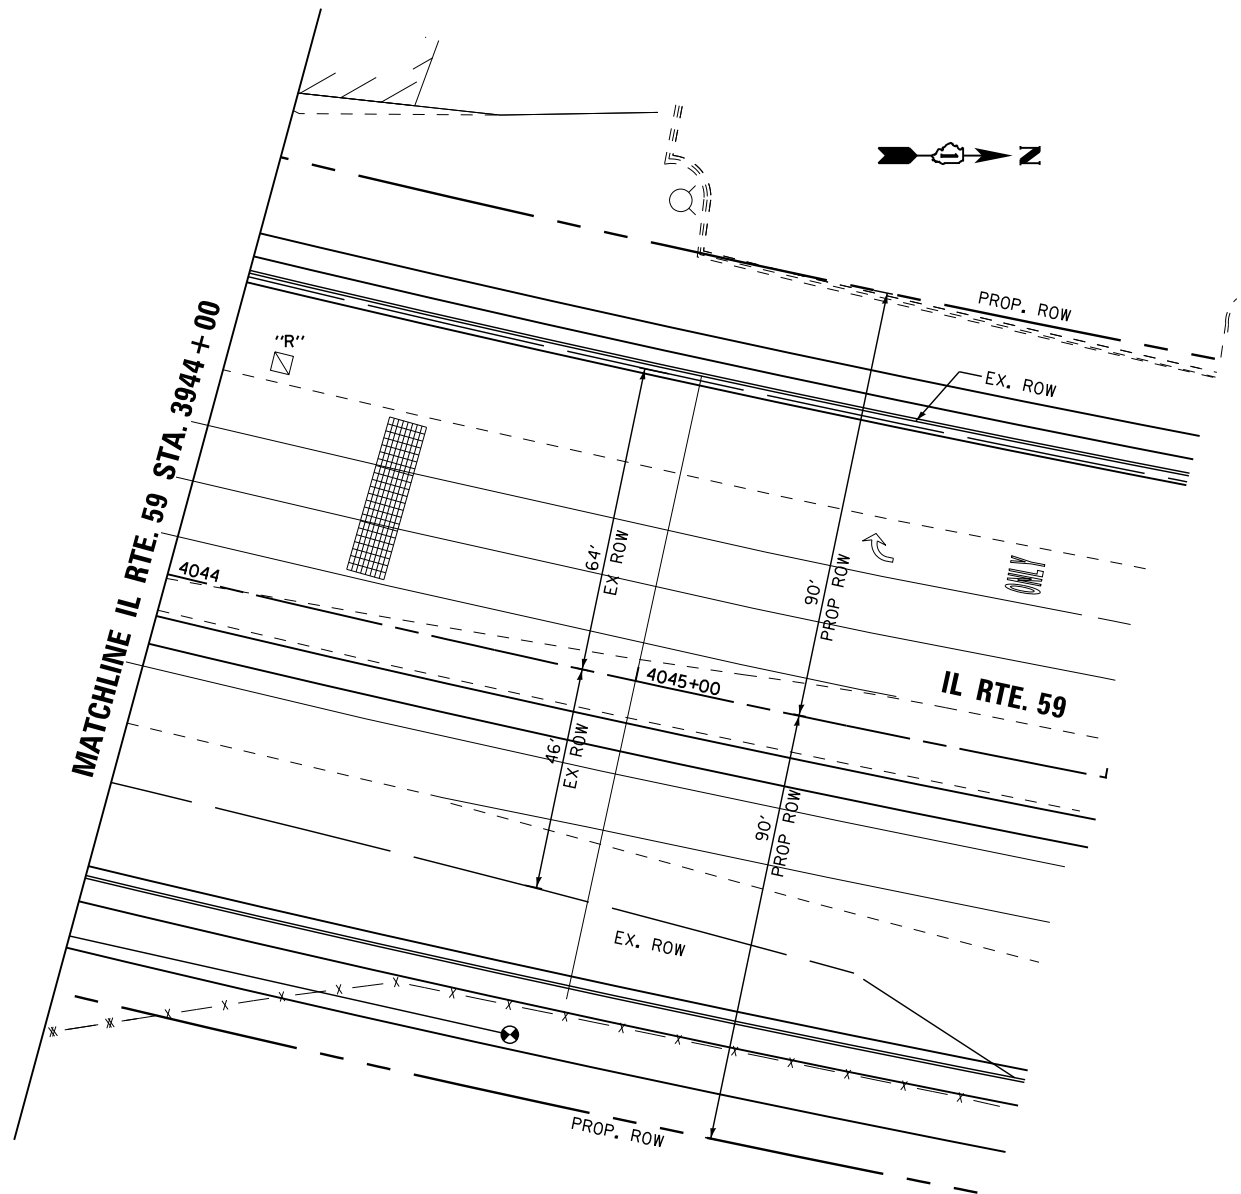 N
PROP. ROW
EX. ROW
"R"
MATCHLINE IL RTE. 59 STA. 3944+00
64'
EX ROW
90'
PROP ROW
ONLY
4044
4045+00
IL RTE. 59
46'
EX ROW
90'
PROP ROW
EX. ROW
PROP. ROW